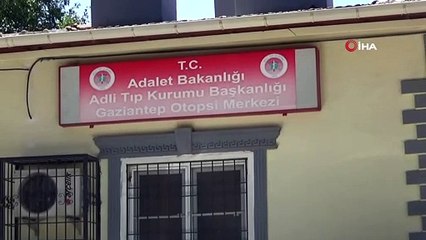 İHA
T.C.
Adalet Bakanlığı
Adli Tıp Kurumu Başkanlığı
Gaziantep Otopsi Merkezi